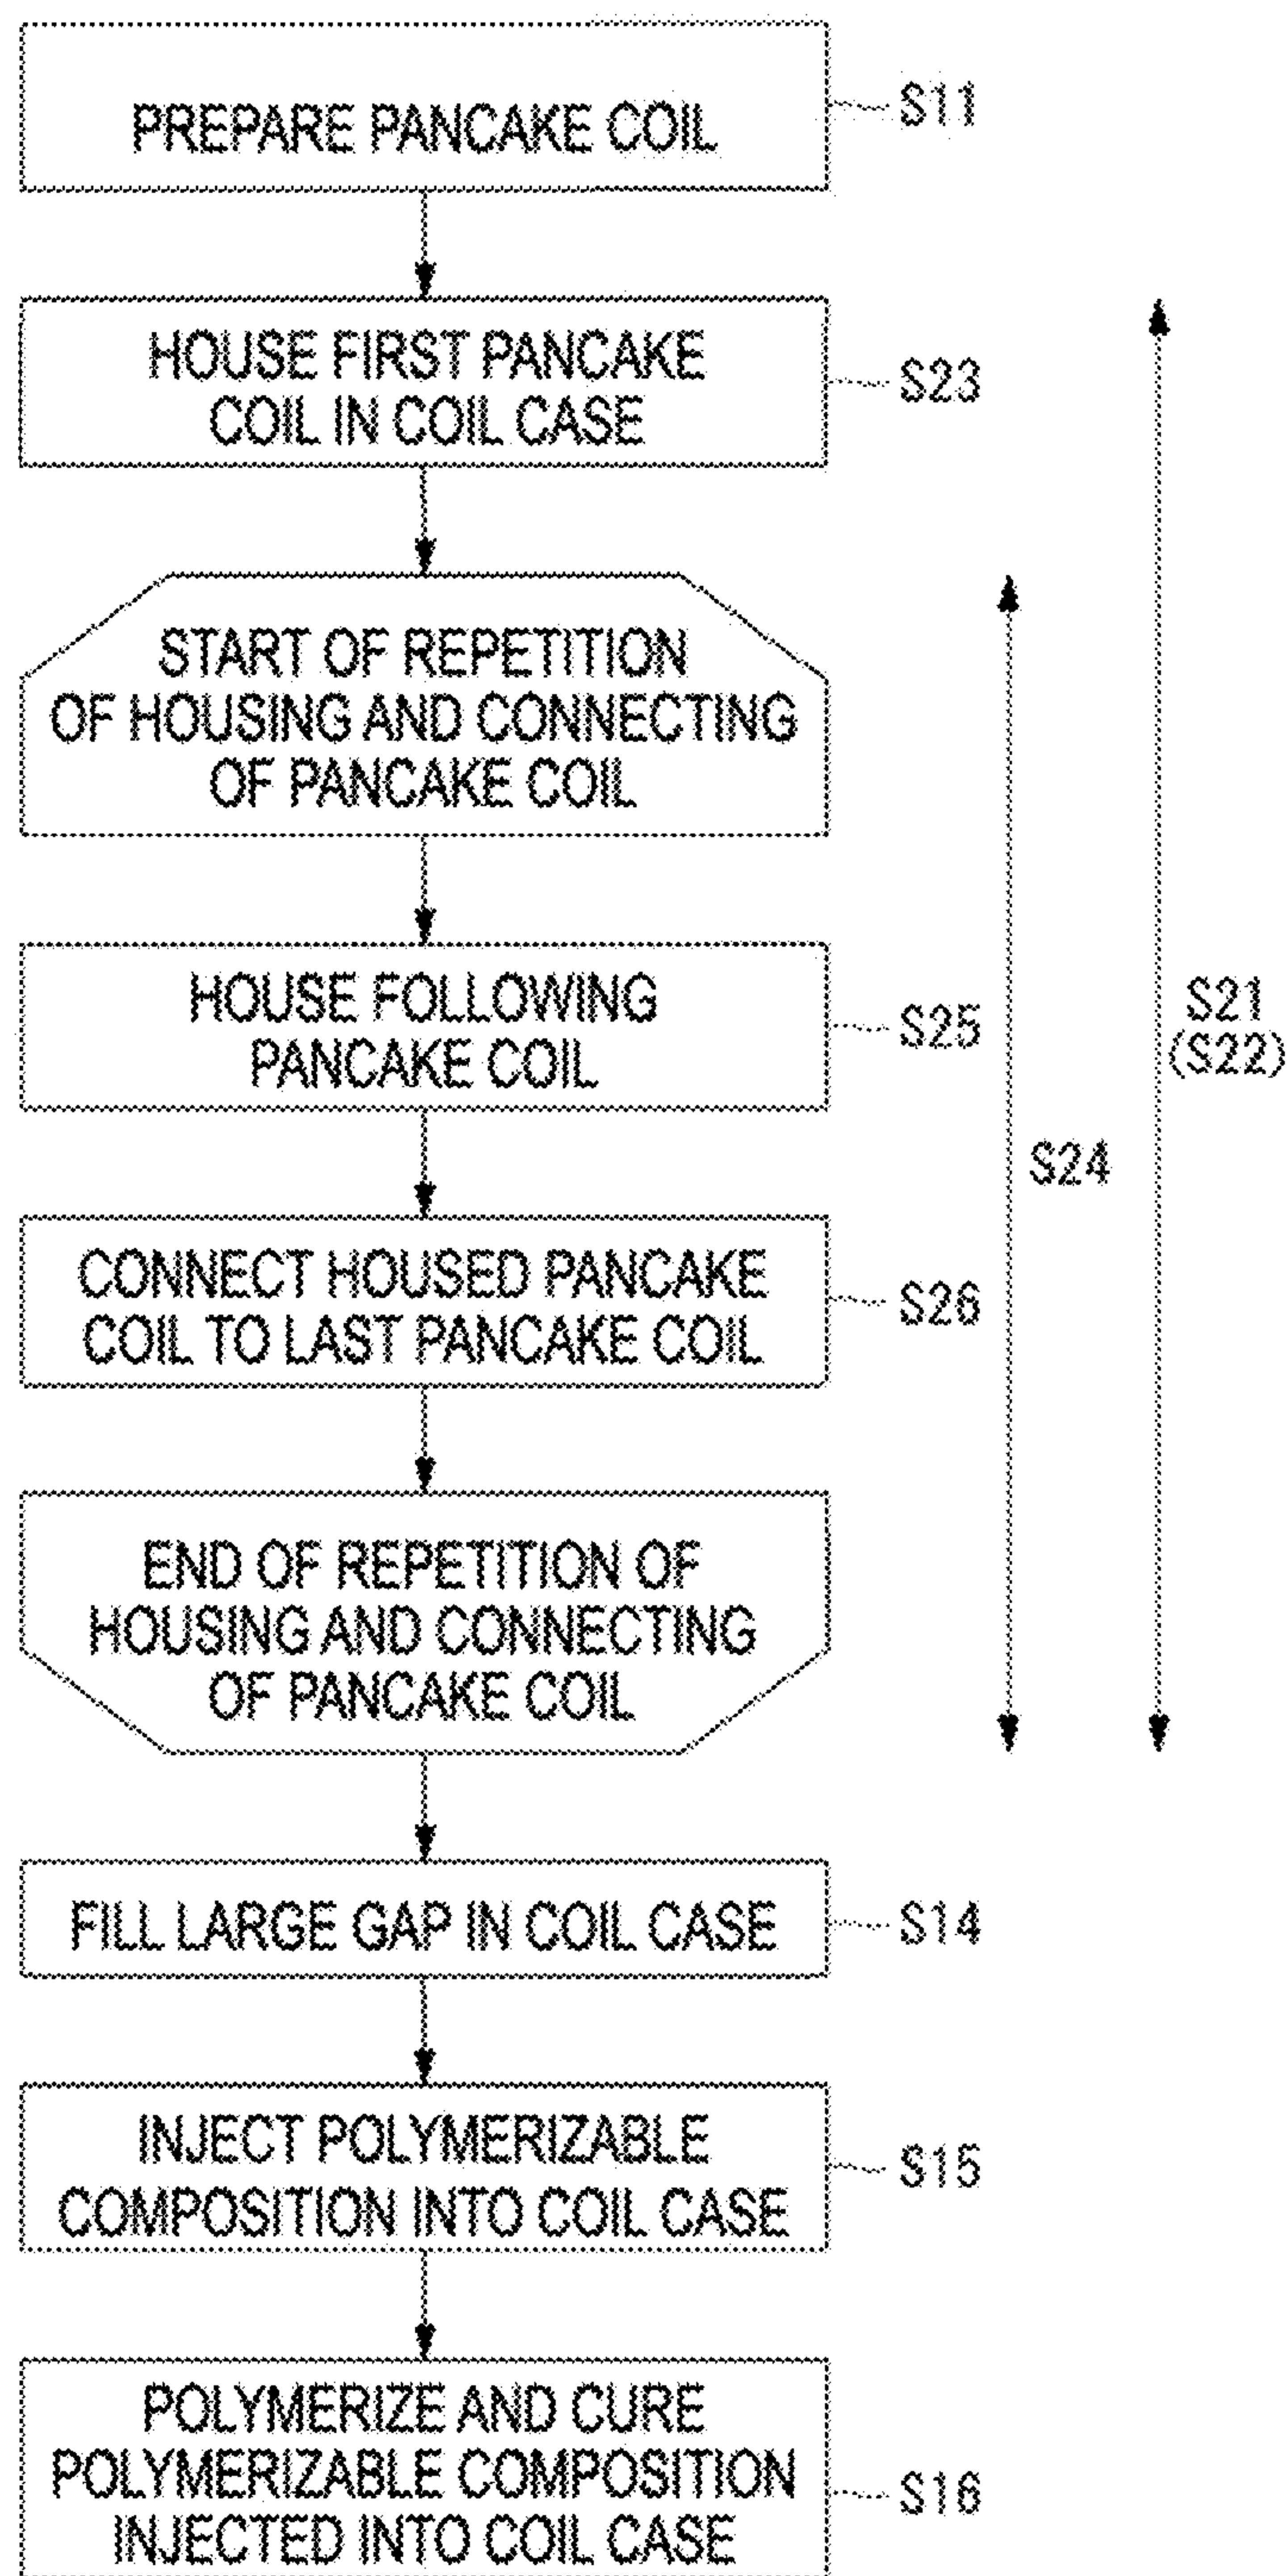 PREPARE PANCAKE COIL
S11
HOUSE FIRST PANCAKE
COIL IN COIL CASE
S23
START OF REPETITION
OF HOUSING AND CONNECTING
OF PANCAKE COIL
HOUSE FOLLOWING
PANCAKE COIL
S25
S21
(S22)
S24
CONNECT HOUSED PANCAKE
COIL TO LAST PANCAKE COIL
S26
END OF REPETITION OF
HOUSING AND CONNECTING
OF PANCAKE COIL
FILL LARGE GAP IN COIL CASE
S14
INJECT POLYMERIZABLE
COMPOSITION INTO COIL CASE
S15
POLYMERIZE AND CURE
POLYMERIZABLE COMPOSITION
INJECTED INTO COIL CASE
S16